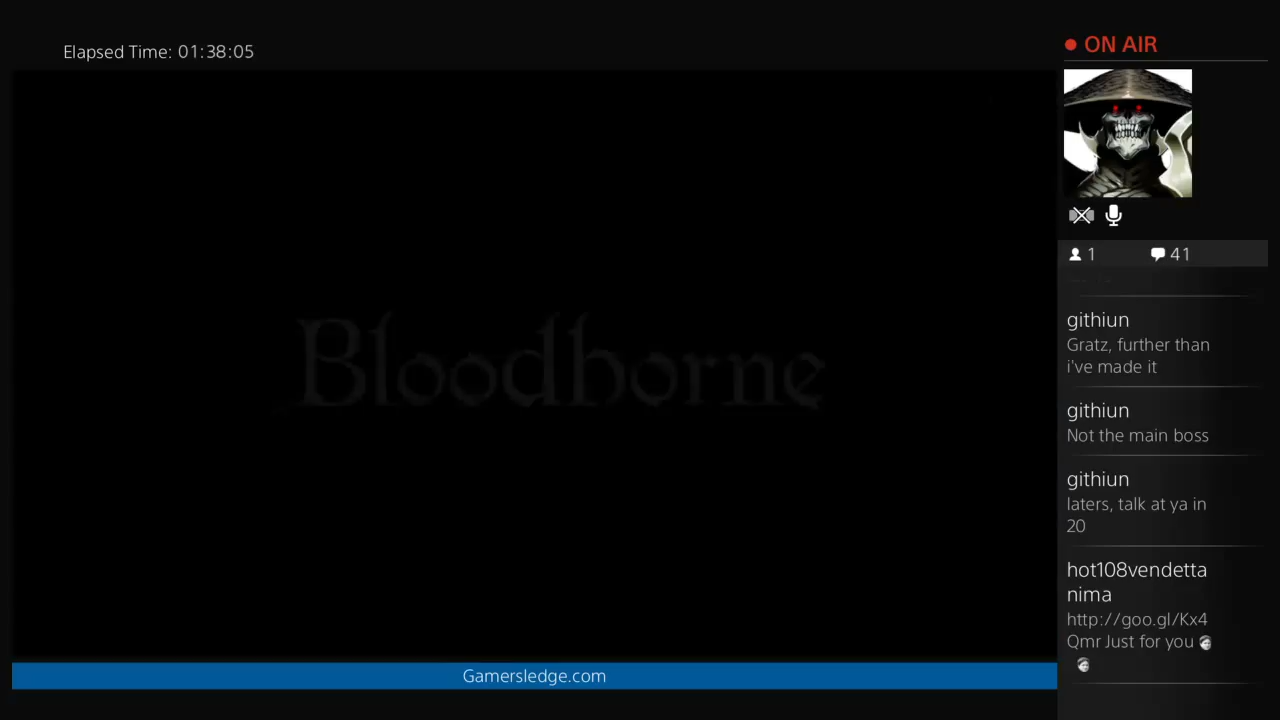 Elapsed Time: 01:38:05
ON AIR
1
41
githiun
Gratz, further than
i've made it
githiun
Not the main boss
githiun
laters, talk at ya in
20
hot108vendetta
nima
http://goo.gl/Kx4
Qmr Just for you
Bloodborne
Gamersledge.com